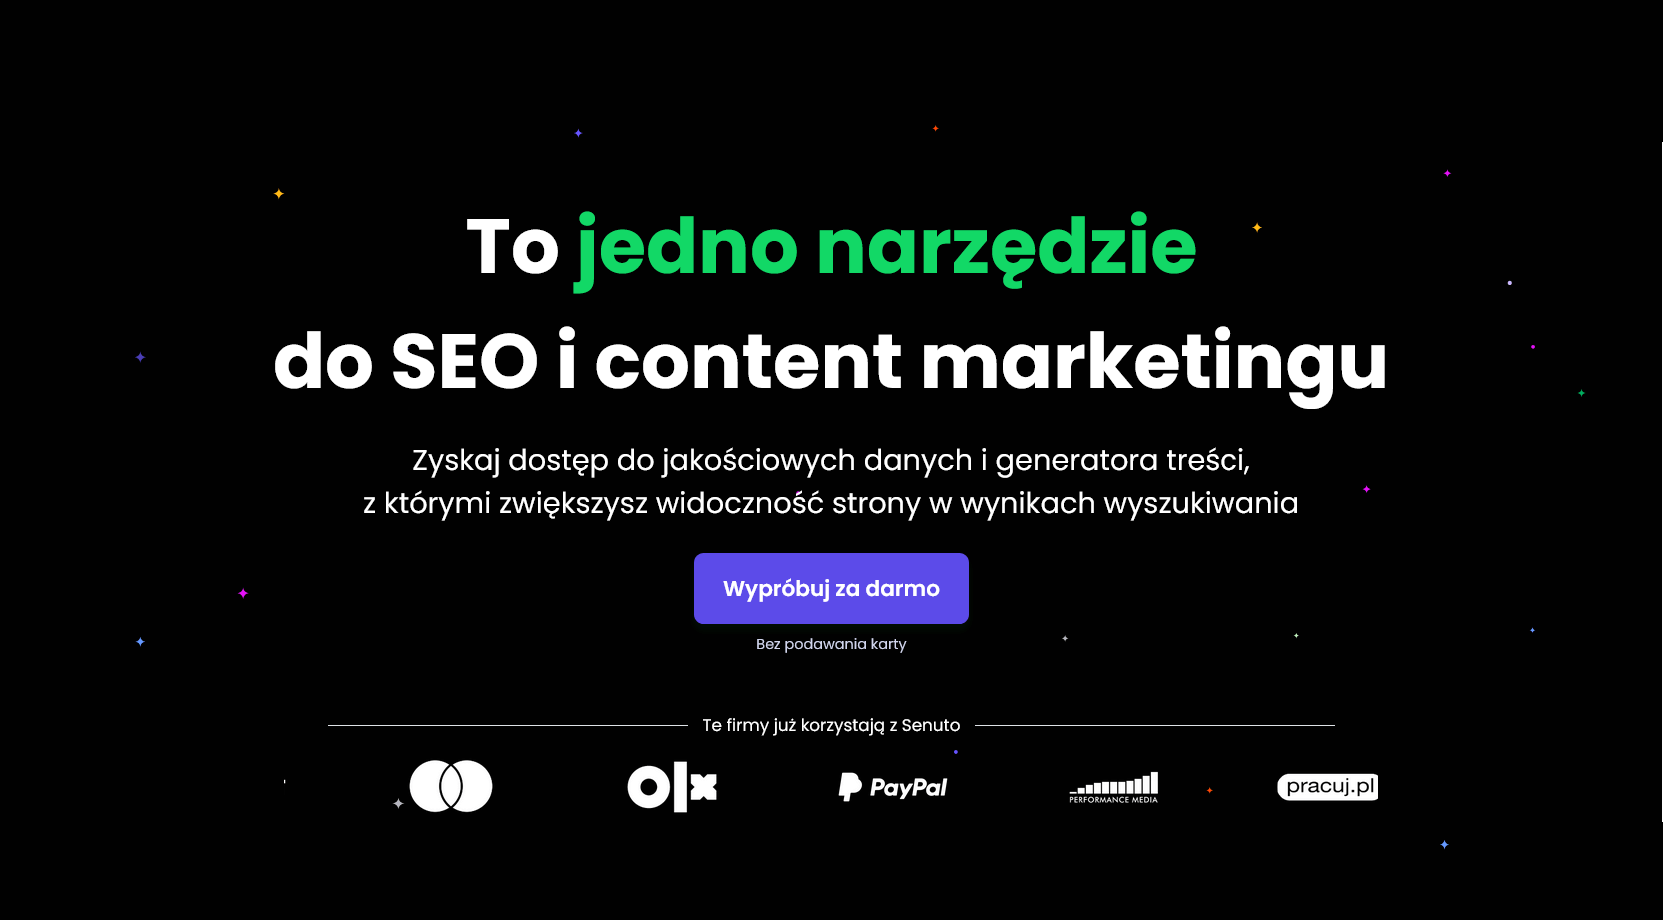 To jedno narzędzie
do SEO i content marketingu
Zyskaj dostęp do jakościowych danych i generatora treści,
z którymi zwiększysz widoczność strony w wynikach wyszukiwania
Wypróbuj za darmo
Bez podawania karty
Te firmy już korzystają z Senuto
olx
PayPal
PERFORMANCE MEDIA
pracuj.pl